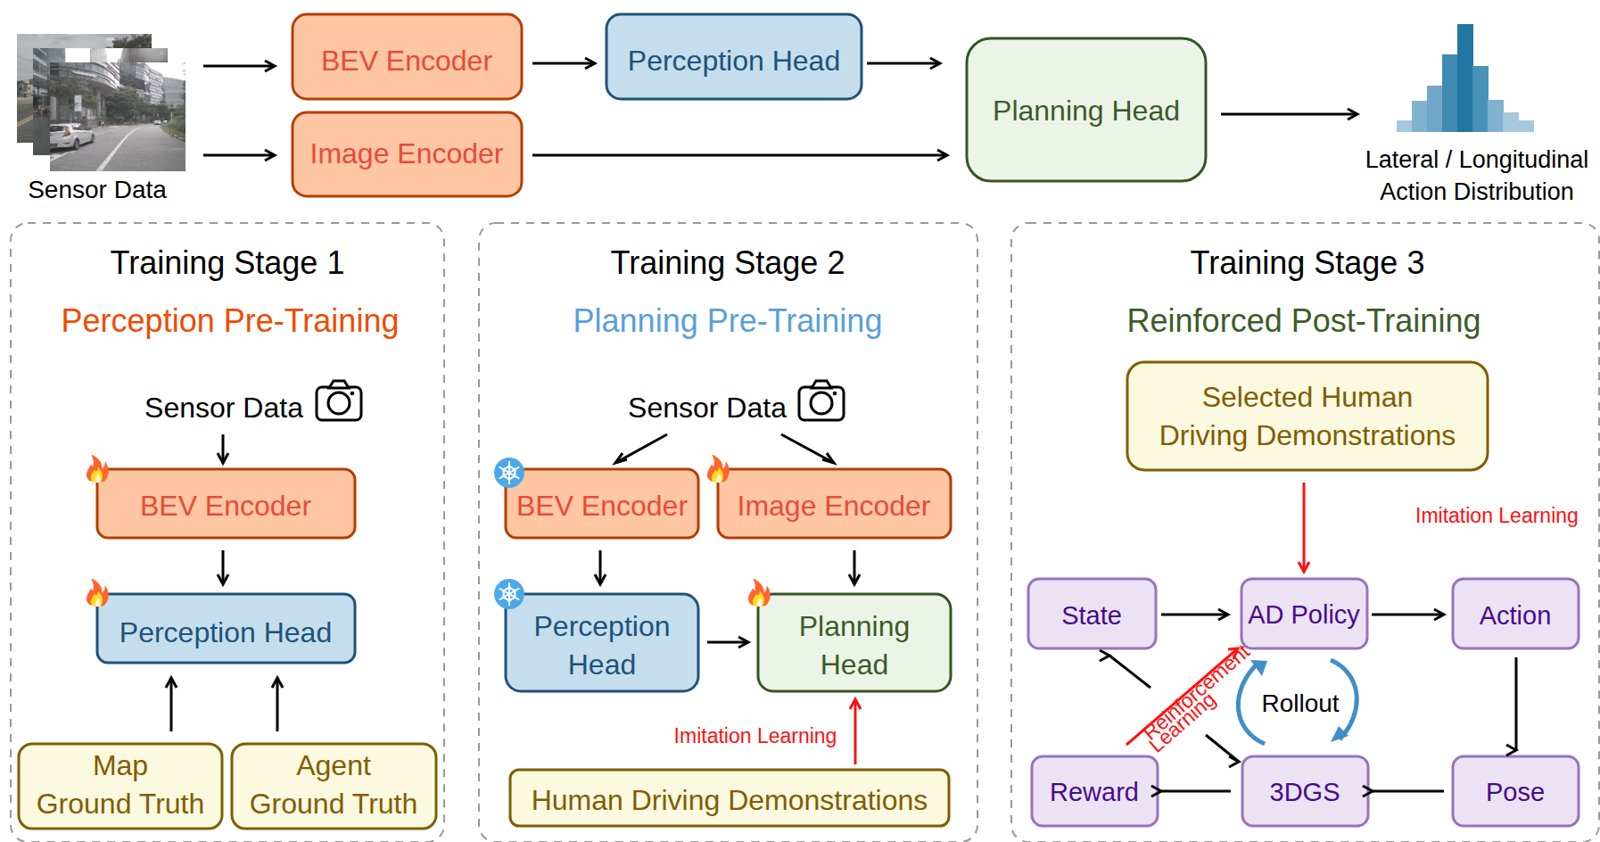 BEV Encoder
Perception Head
Planning Head
Image Encoder
Sensor Data
Lateral / Longitudinal
Action Distribution
Training Stage 1
Perception Pre-Training
Sensor Data
BEV Encoder
Perception Head
Map
Ground Truth
Agent
Ground Truth
Training Stage 2
Planning Pre-Training
Sensor Data
BEV Encoder
Image Encoder
Perception
Head
Planning
Head
Imitation Learning
Human Driving Demonstrations
Training Stage 3
Reinforced Post-Training
Selected Human
Driving Demonstrations
Imitation Learning
State
AD Policy
Action
Reinforcement
Learning
Rollout
Reward
3DGS
Pose